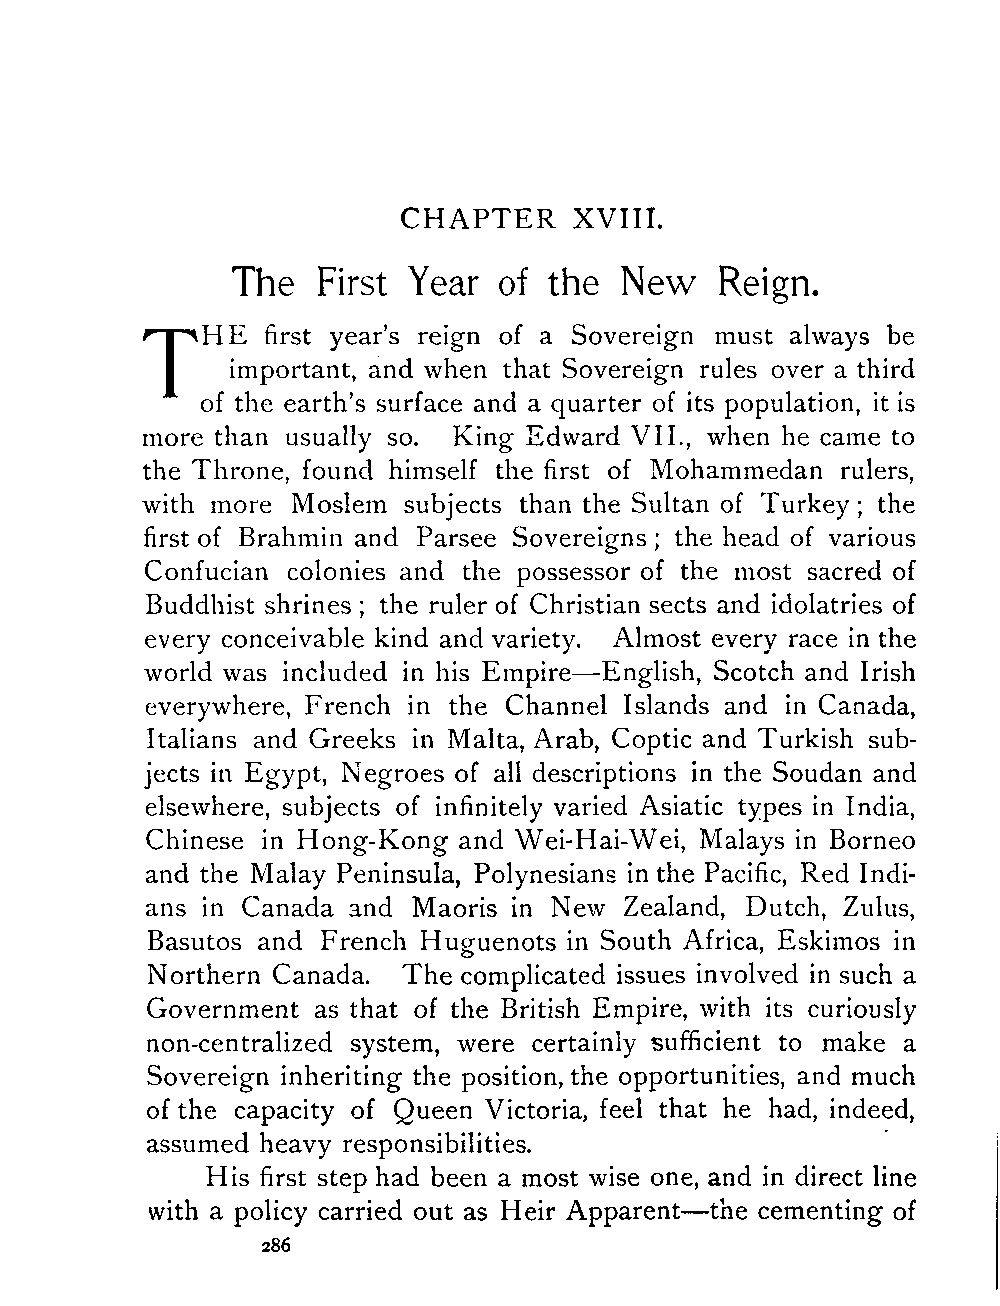 CHAPTER XVIII.
The First Year of the New Reign.
THE first year's reign of a Sovereign must always be
important, and when that Sovereign rules over a third
of the earth's surface and a quarter of its population, it is
more than usually so. King Edward VII., when he came to
the Throne, found himself the first of Mohammedan rulers,
with more Moslem subjects than the Sultan of Turkey; the
first of Brahmin and Parsee Sovereigns; the head of various
Confucian colonies and the possessor of the most sacred of
Buddhist shrines; the ruler of Christian sects and idolatries of
every conceivable kind and variety. Almost every race in the
world was included in his Empire—English, Scotch and Irish
everywhere, French in the Channel Islands and in Canada,
Italians and Greeks in Malta, Arab, Coptic and Turkish sub-
jects in Egypt, Negroes of all descriptions in the Soudan and
elsewhere, subjects of infinitely varied Asiatic types in India,
Chinese in Hong-Kong and Wei-Hai-Wei, Malays in Borneo
and the Malay Peninsula, Polynesians in the Pacific, Red Indi-
ans in Canada and Maoris in New Zealand, Dutch, Zulus,
Basutos and French Huguenots in South Africa, Eskimos in
Northern Canada. The complicated issues involved in such a
Government as that of the British Empire, with its curiously
non-centralized system, were certainly sufficient to make a
Sovereign inheriting the position, the opportunities, and much
of the capacity of Queen Victoria, feel that he had, indeed,
assumed heavy responsibilities.
His first step had been a most wise one, and in direct line
with a policy carried out as Heir Apparent—the cementing of
286